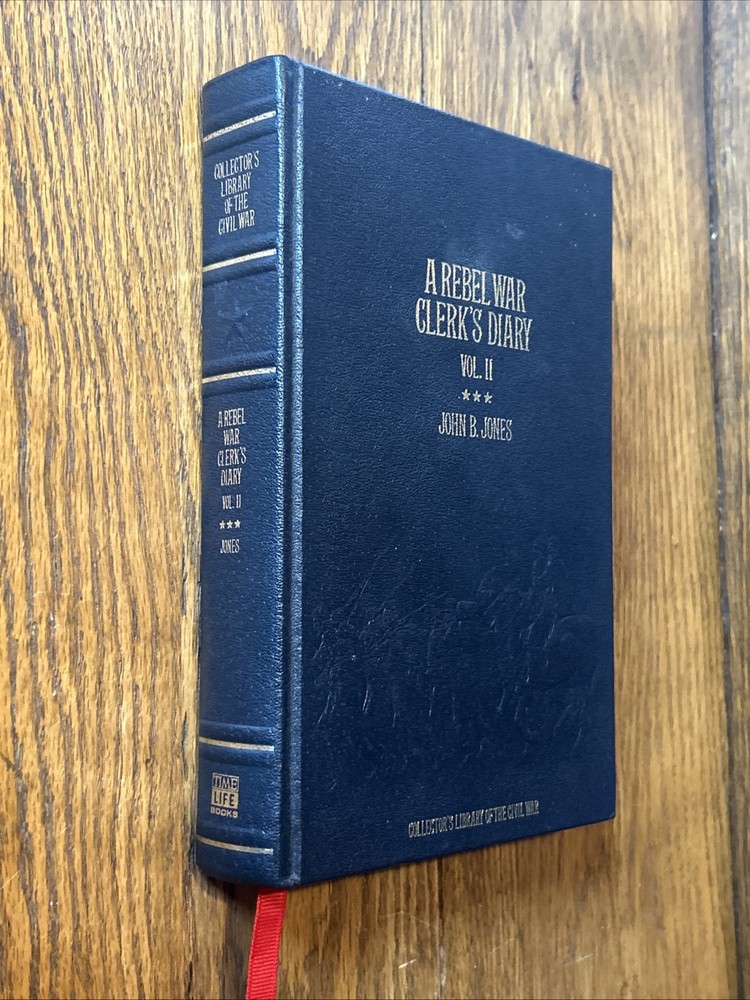 COLLECTOR'S
LIBRARY
OF THE
CIVIL WAR
A REBEL
WAR
CLERK'S
DIARY
VOL. II
JONES
TIME
LIFE
BOOKS
A REBEL WAR
CLERK'S DIARY
VOL. II
JOHN B. JONES
COLLECTOR'S LIBRARY OF THE CIVIL WAR